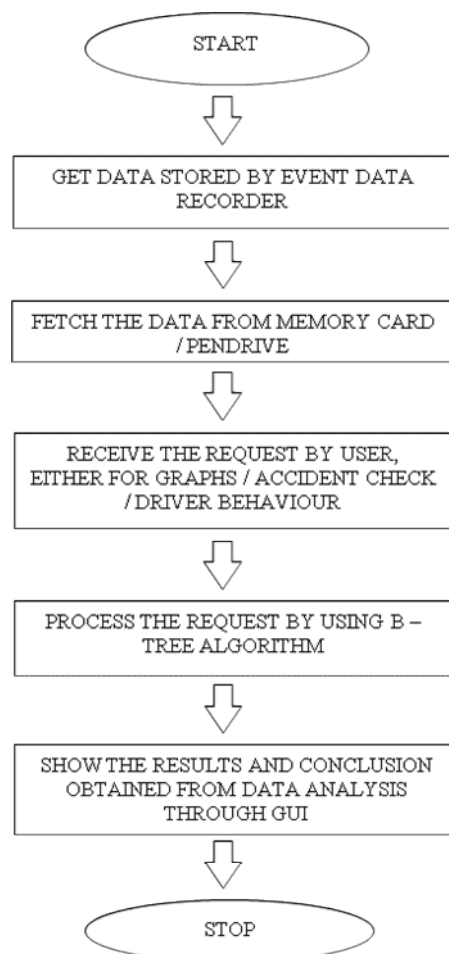 START
GET DATA STORED BY EVENT DATA
RECORDER
FETCH THE DATA FROM MEMORY CARD
/ PENDRIVE
RECEIVE THE REQUEST BY USER,
EITHER FOR GRAPHS / ACCIDENT CHECK
/ DRIVER BEHAVIOUR
PROCESS THE REQUEST BY USING B –
TREE ALGORITHM
SHOW THE RESULTS AND CONCLUSION
OBTAINED FROM DATA ANALYSIS
THROUGH GUI
STOP